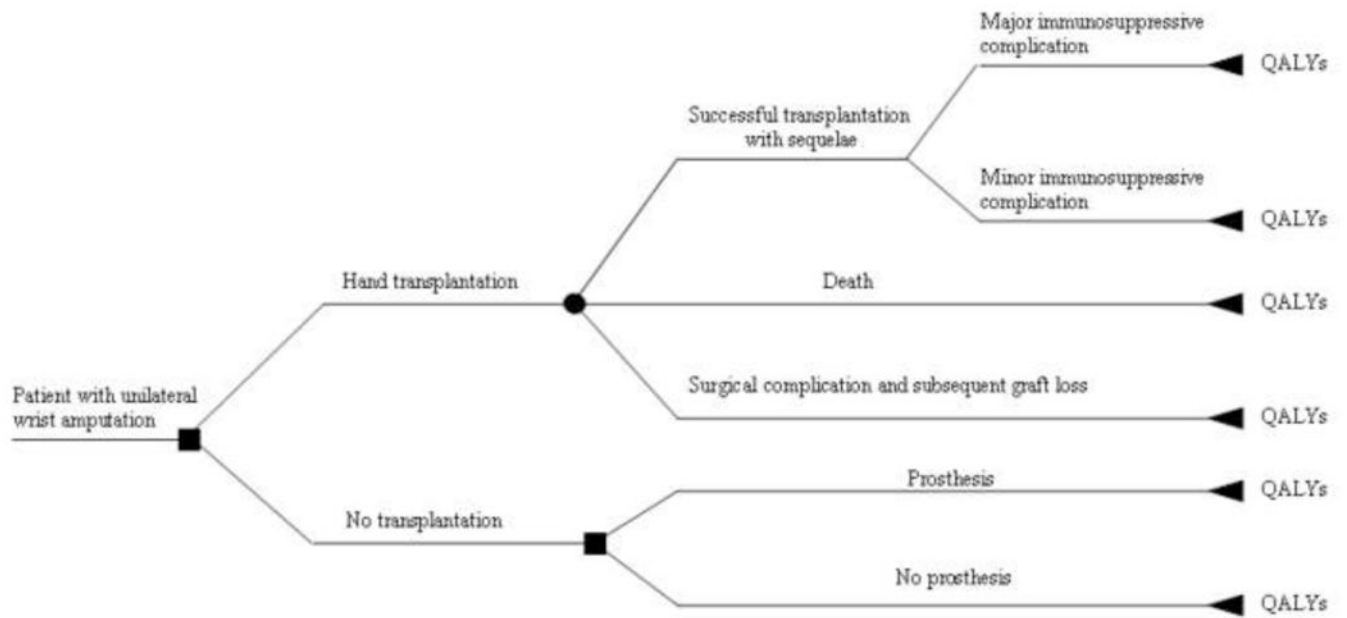 Major immunosuppressive
complication
QALYs
Successful transplantation
with sequelae
Minor immunosuppressive
complication
QALYs
Hand transplantation
Death
QALYs
Patient with unilateral
wrist amputation
Surgical complication and subsequent graft loss
QALYs
Prosthesis
QALYs
No transplantation
No prosthesis
QALYs